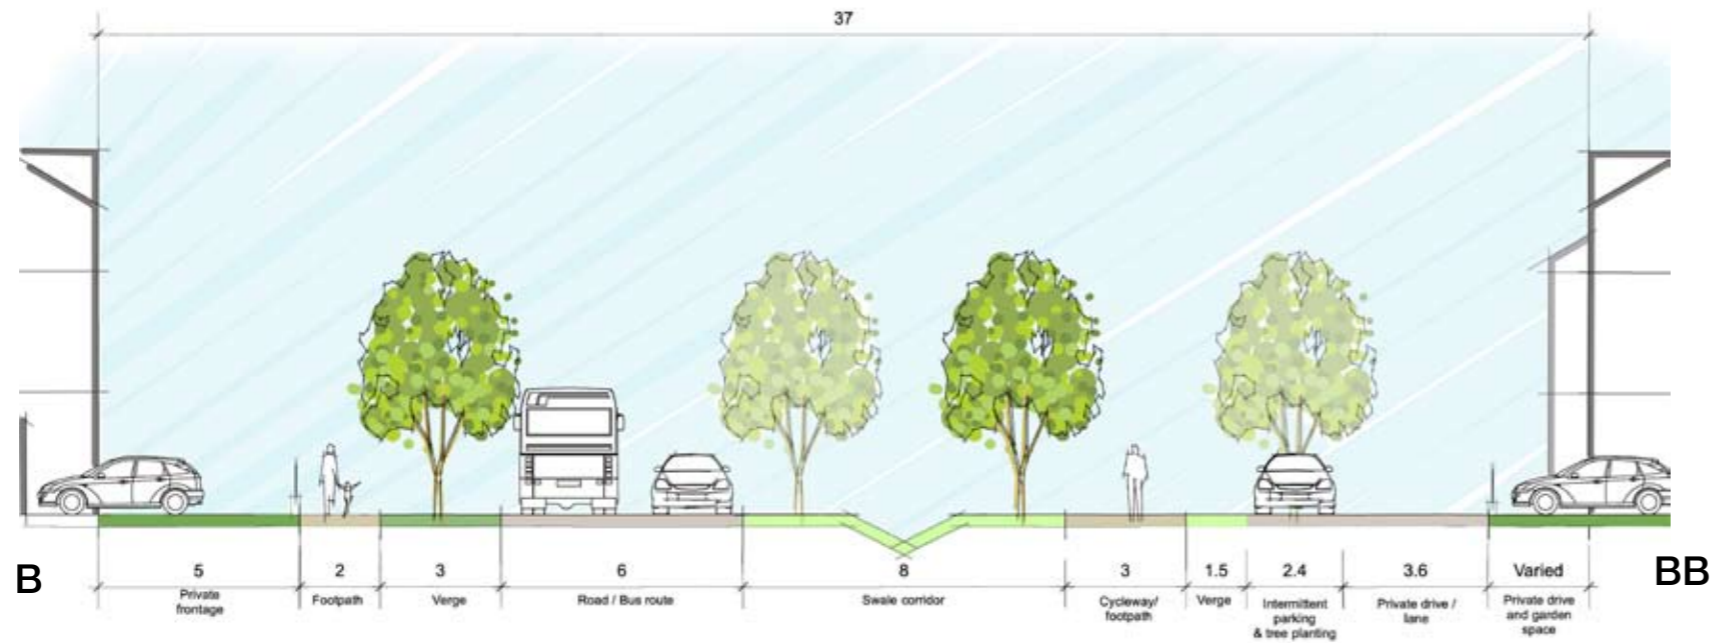 37
B
5
2
3
6
8
3
1.5
2.4
3.6
Varied
BB
Private
frontage
Footpath
Verge
Road / Bus route
Swale corridor
Cycleway/
footpath
Verge
Intermittent
parking
& tree planting
Private drive /
lane
Private drive
and garden
space